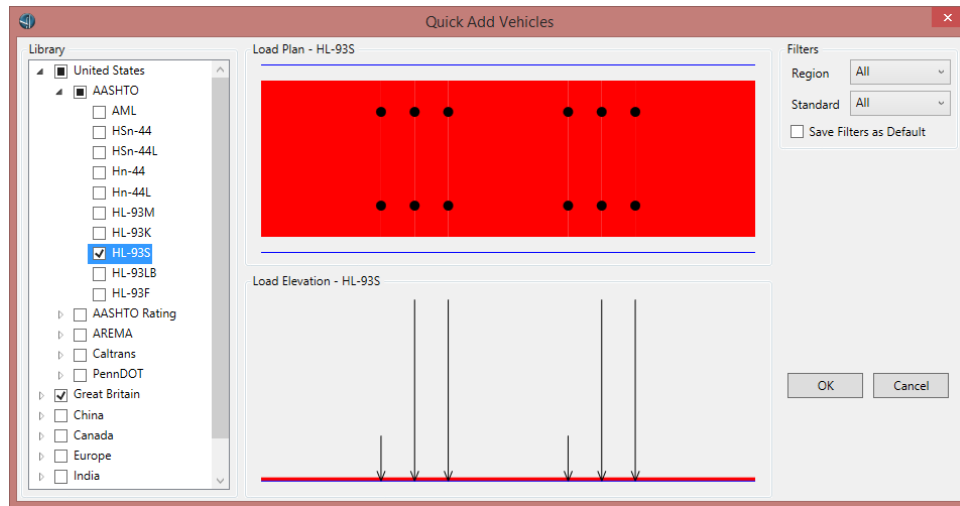 Quick Add Vehicles
Library
United States
AASHTO
AML
HSn-44
HSn-44L
Hn-44
Hn-44L
HL-93M
HL-93K
HL-93S
HL-93LB
HL-93F
AASHTO Rating
AREMA
Caltrans
PennDOT
Great Britain
China
Canada
Europe
India
Load Plan - HL-93S
Load Elevation - HL-93S
Filters
Region All
Standard All
Save Filters as Default
OK Cancel